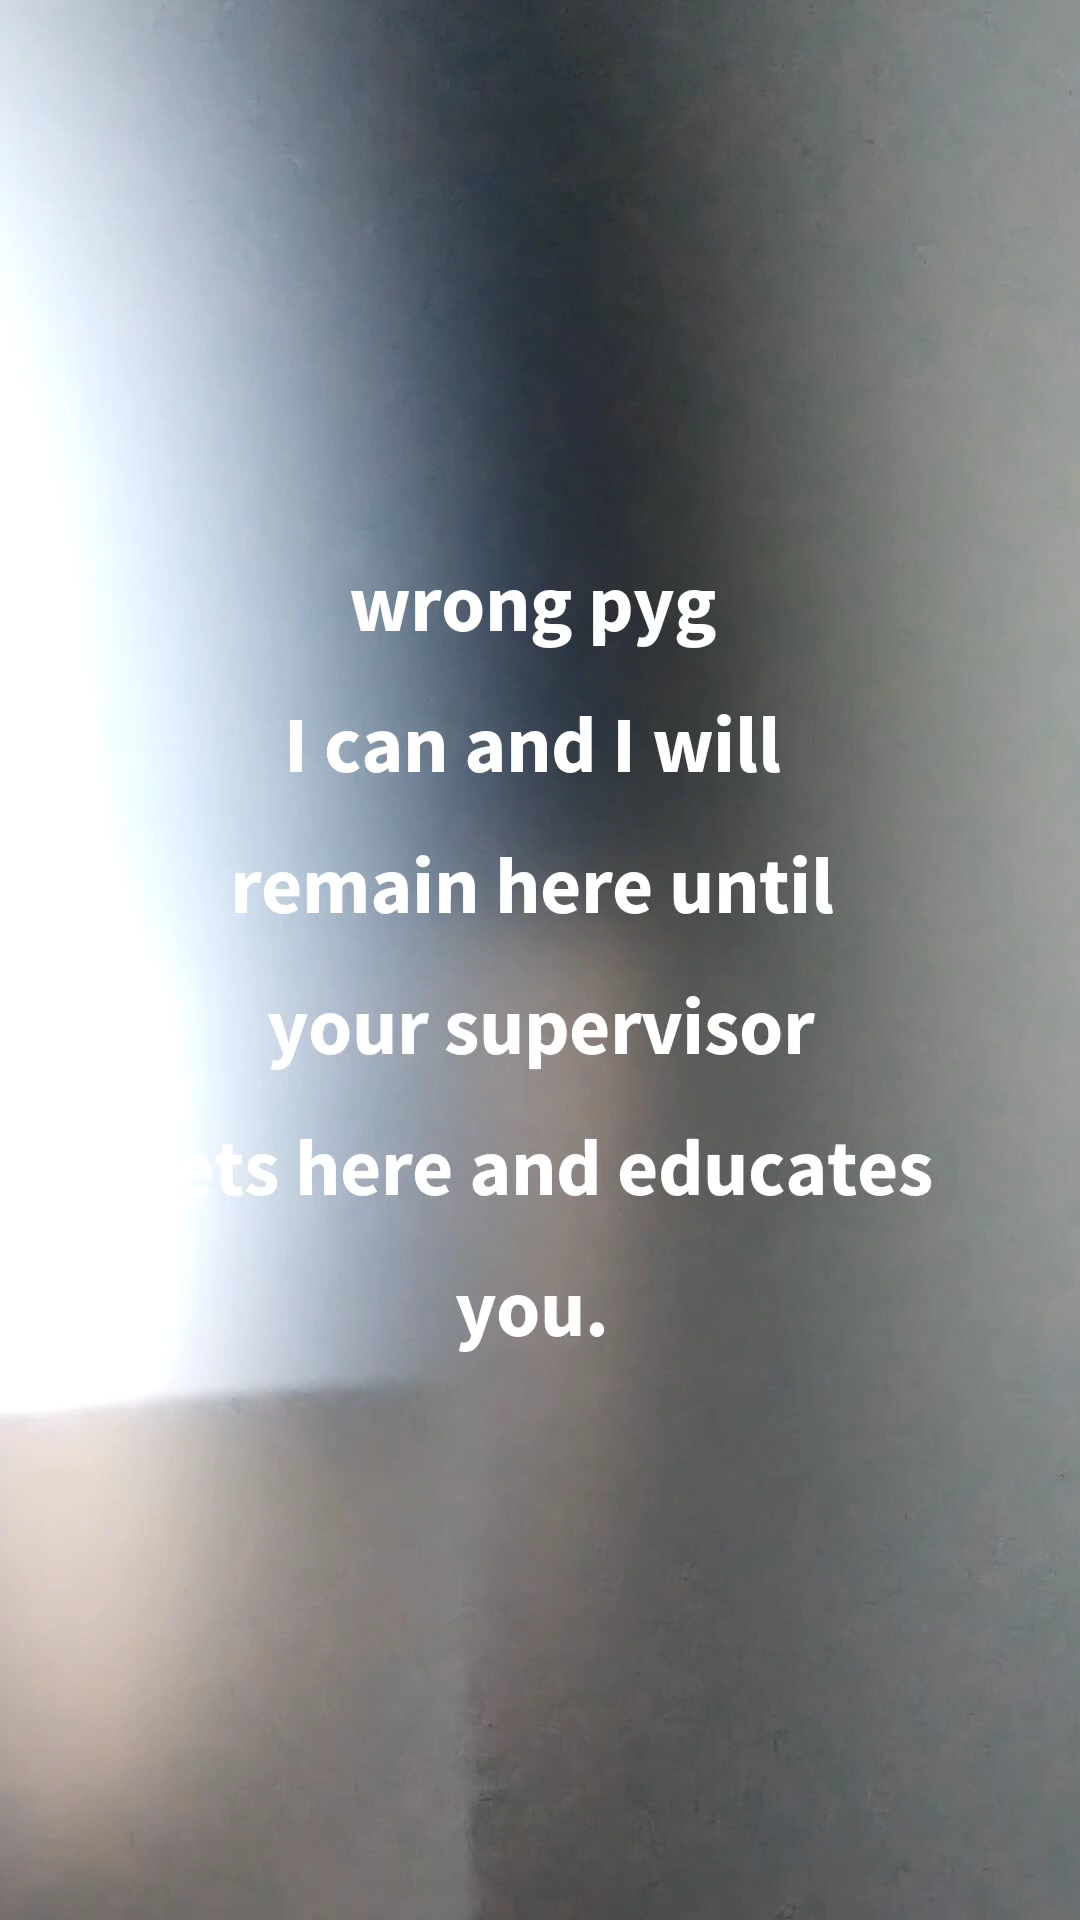 wrong pyg
I can and I will
remain here until
your supervisor
here and educates
you.